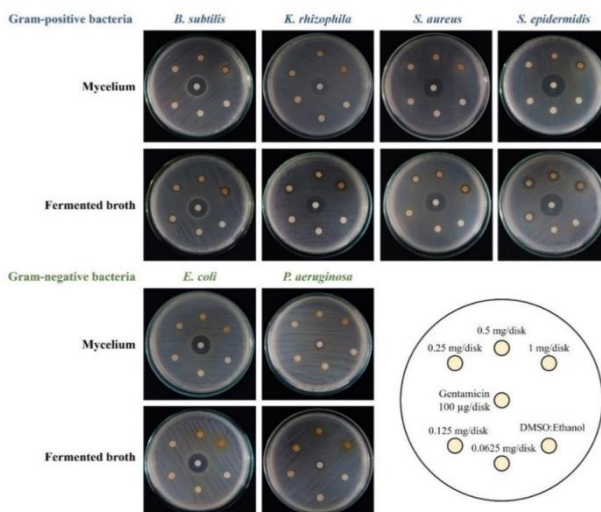 Gram-positive bacteria B. subtilis K. rhizophila S. aureus S. epidermidis
Mycelium
Fermented broth
Gram-negative bacteria E. coli P. aeruginosa
Mycelium
0.5 mg/disk
0.25 mg/disk 1 mg/disk
Gentamicin
100 µg/disk
DMSO:Ethanol
0.125 mg/disk
0.0625 mg/disk
Fermented broth